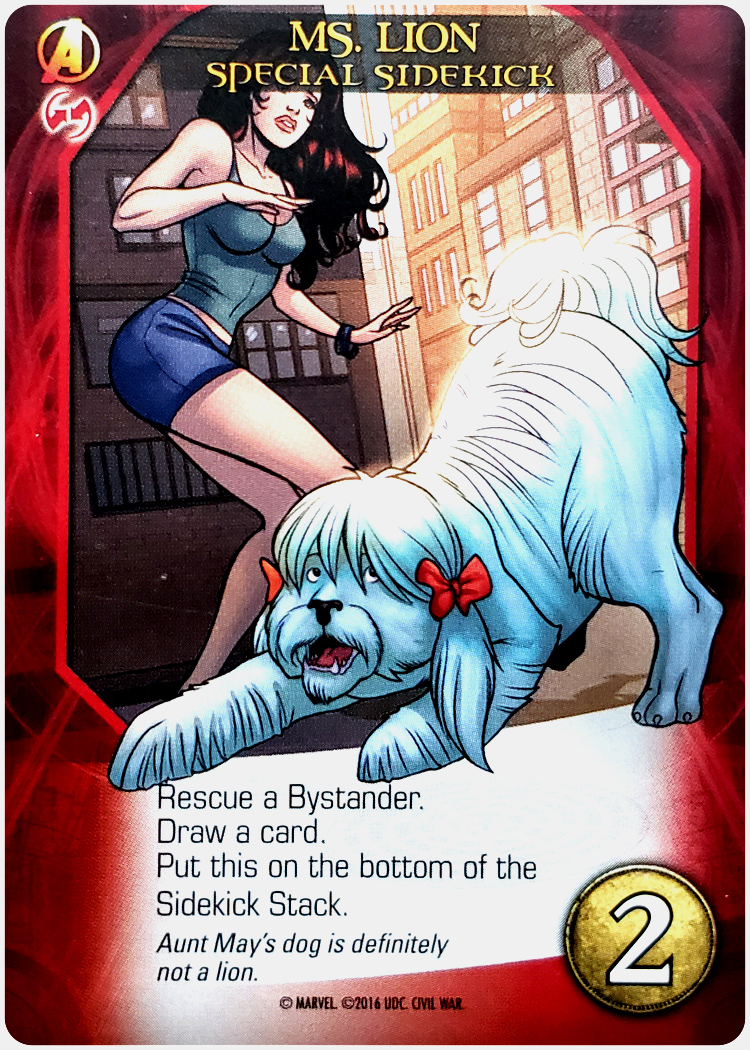 MS. LION
SPECIAL SIDEKICK
Rescue a Bystander.
Draw a card.
Put this on the bottom of the
Sidekick Stack.
Aunt May's dog is definitely
not a lion.
2
© MARVEL. ©2016 UDC. CIVIL WAR.